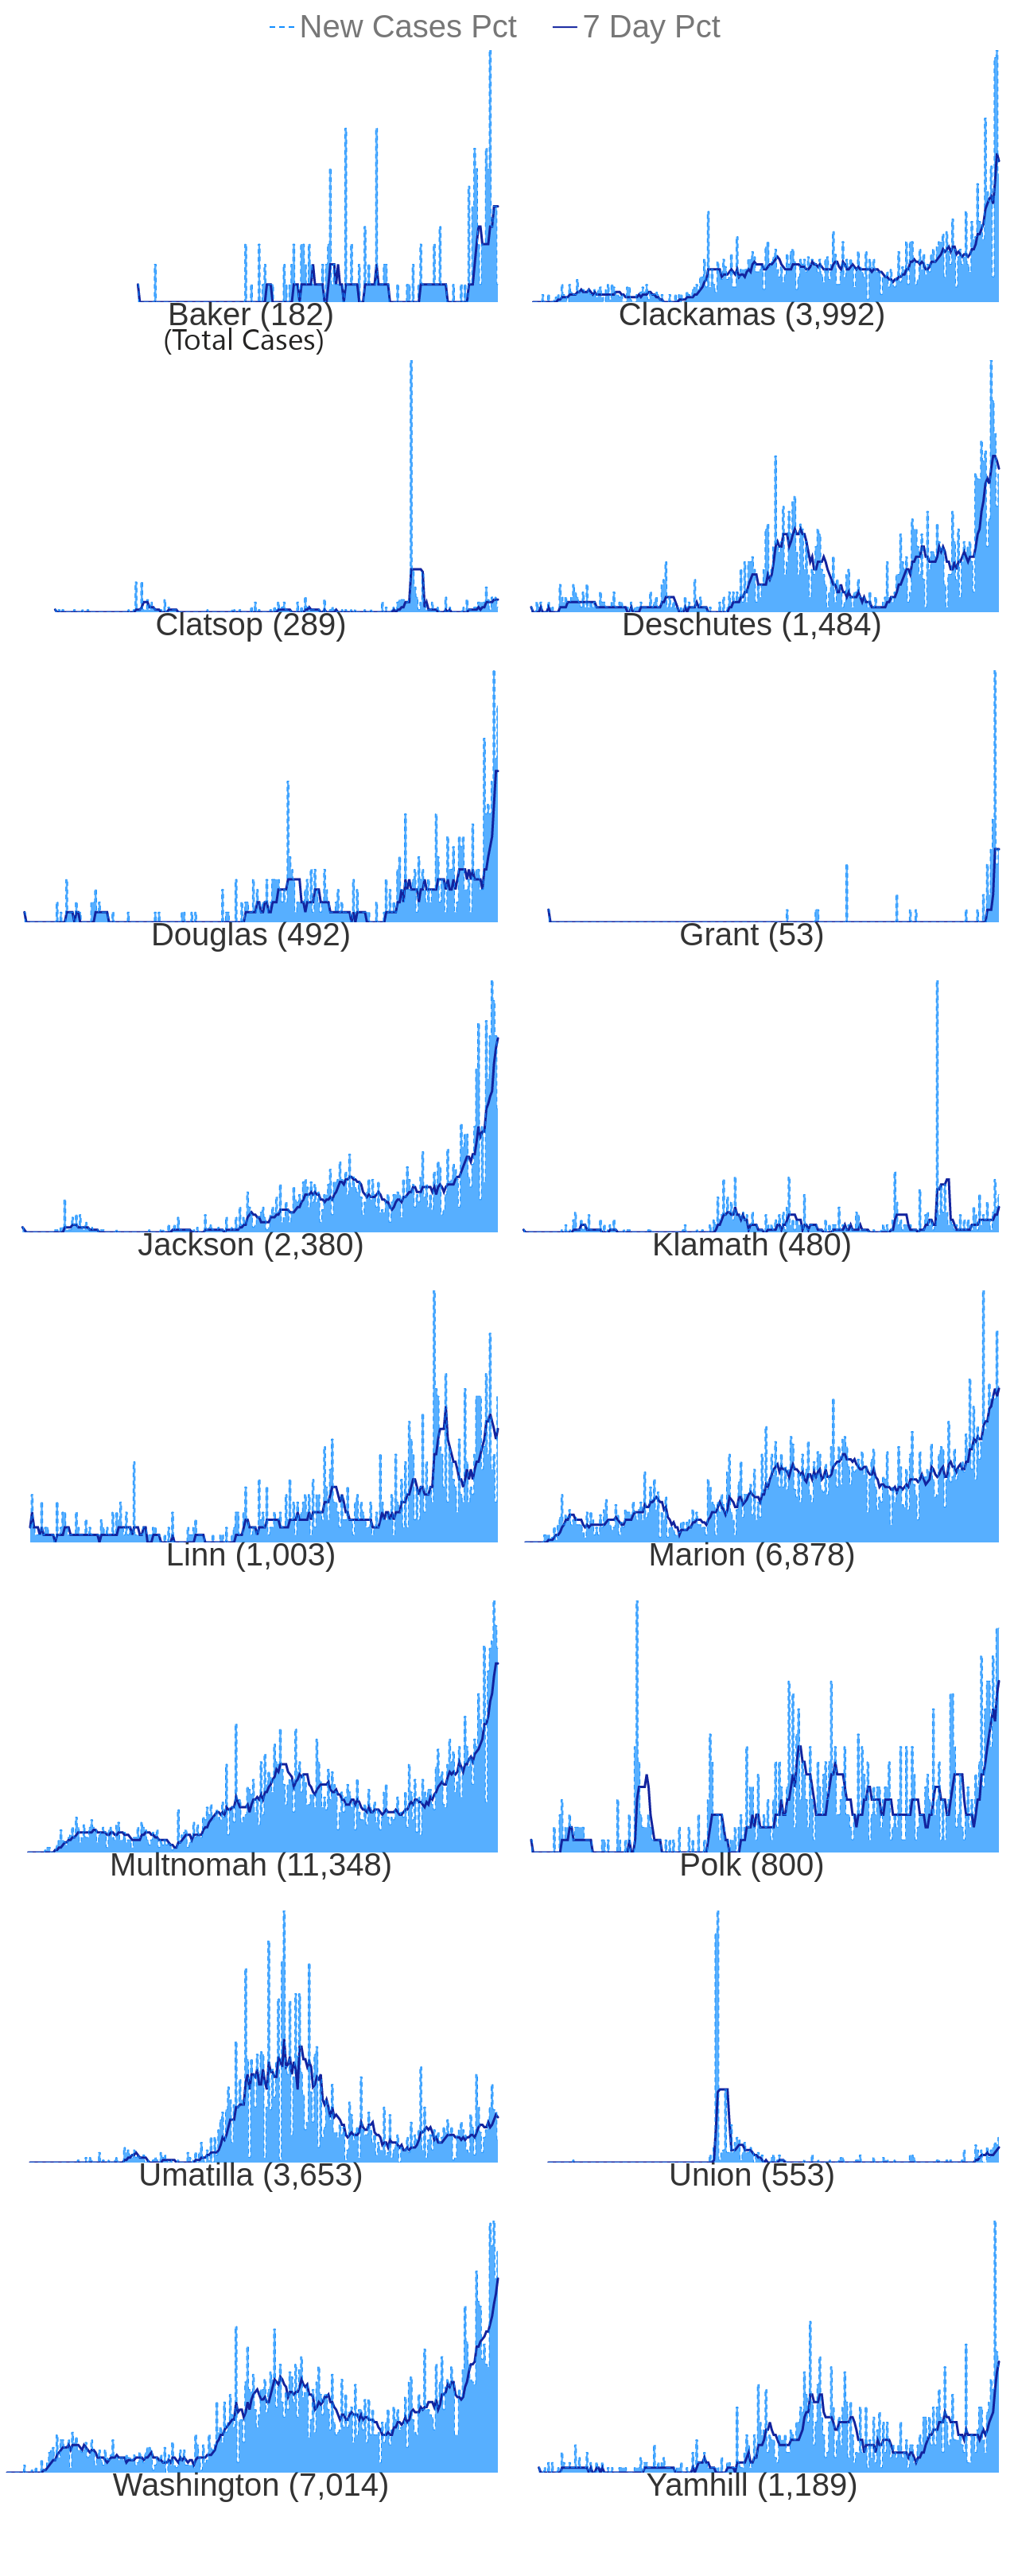 New Cases Pct 7 Day Pct
Baker (182) Clackamas (3,992)
(Total Cases)
Clatsop (289) Deschutes (1,484)
Douglas (492) Grant (53)
Jackson (2,380) Klamath (480)
Linn (1,003) Marion (6,878)
Multnomah (11,348) Polk (800)
Umatilla (3,653) Union (553)
Washington (7,014) Yamhill (1,189)